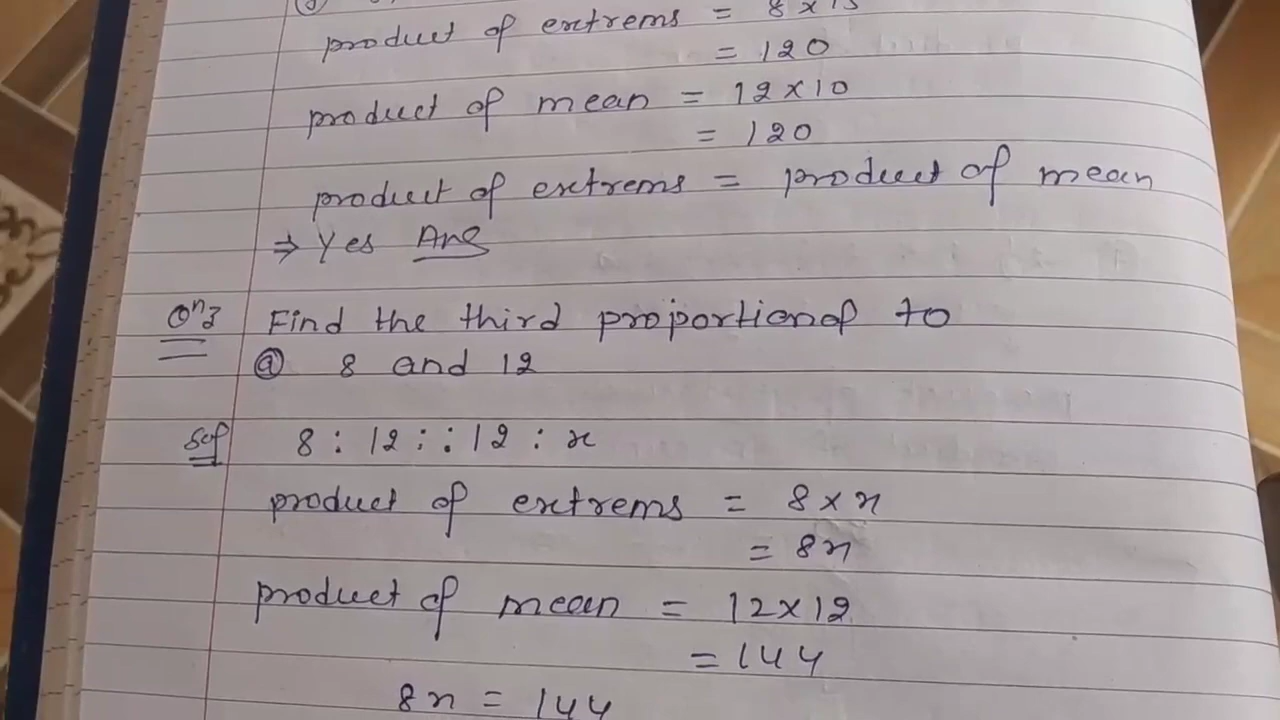 product of extrems = 8 x 15
= 120
product of mean = 12 x 10
= 120
product of extrems = product of mean
⇒ Yes Ans
Qn3 Find the third proportional to
ⓐ 8 and 12
Sol 8 : 12 :: 12 : x
product of extrems = 8 x x
= 8x
product of mean = 12 x 12
= 144
8x = 144